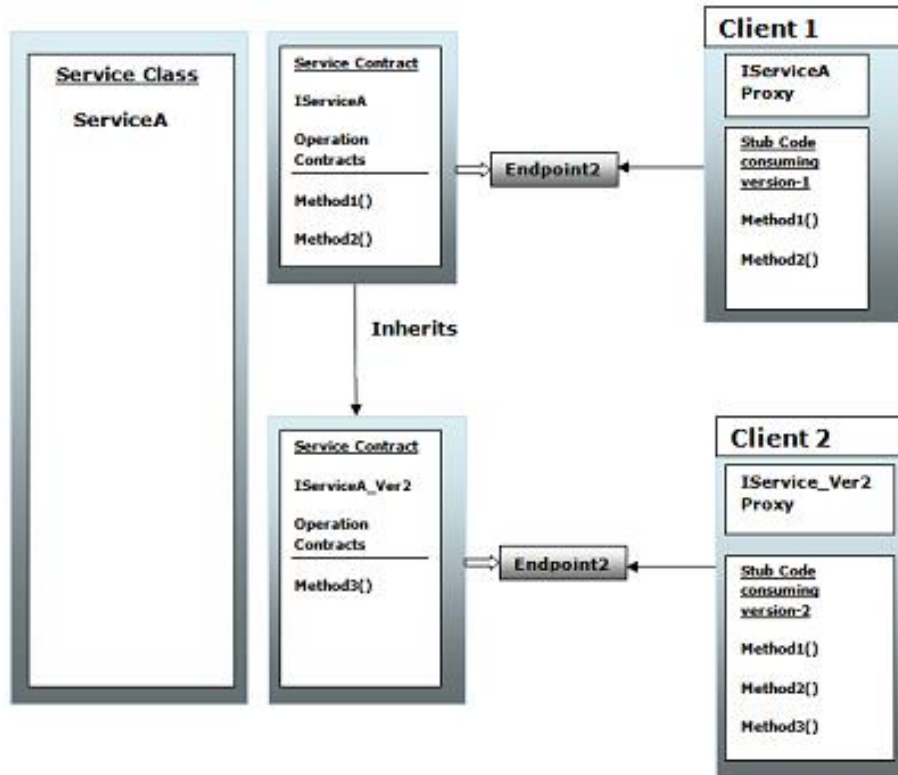 Service Class
ServiceA
Service Contract
IServiceA
Operation
Contracts
Method1()
Method2()
Endpoint2
Client 1
IServiceA
Proxy
Stub Code
consuming
version-1
Method1()
Method2()
Inherits
Service Contract
IServiceA_Ver2
Operation
Contracts
Method3()
Endpoint2
Client 2
IService_Ver2
Proxy
Stub Code
consuming
version-2
Method1()
Method2()
Method3()